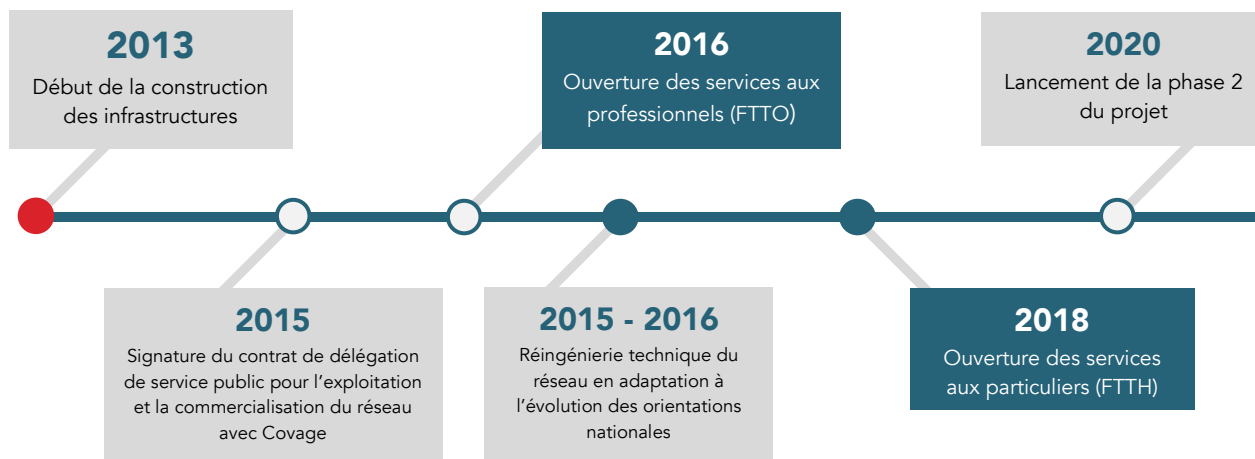 2013
Début de la construction
des infrastructures
2016
Ouverture des services aux
professionnels (FTTO)
2020
Lancement de la phase 2
du projet
2015
Signature du contrat de délégation
de service public pour l’exploitation
et la commercialisation du réseau
avec Covage
2015 - 2016
Réingénierie technique du
réseau en adaptation à
l’évolution des orientations
nationales
2018
Ouverture des services
aux particuliers (FTTH)